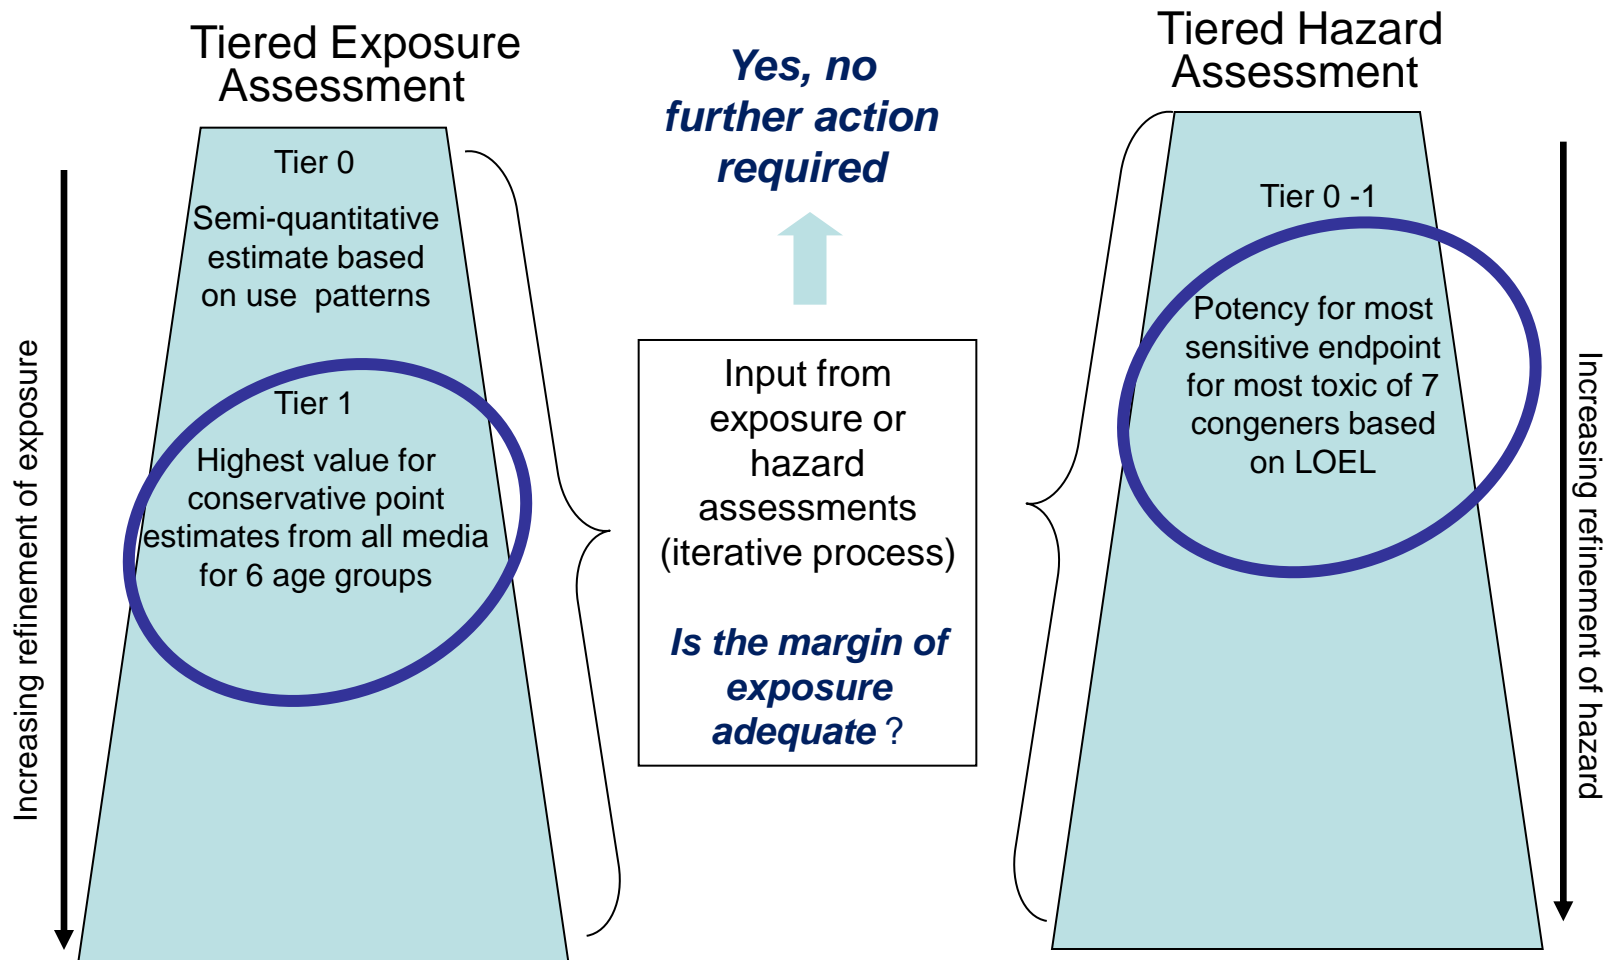 Tiered Exposure
Assessment
Tier 0
Semi-quantitative
estimate based
on use patterns
Tier 1
Highest value for
conservative point
estimates from all media
for 6 age groups
Increasing refinement of exposure
Yes, no
further action
required
Input from
exposure or
hazard
assessments
(iterative process)
Is the margin of
exposure
adequate ?
Tiered Hazard
Assessment
Tier 0 -1
Potency for most
sensitive endpoint
for most toxic of 7
congeners based
on LOEL
Increasing refinement of hazard